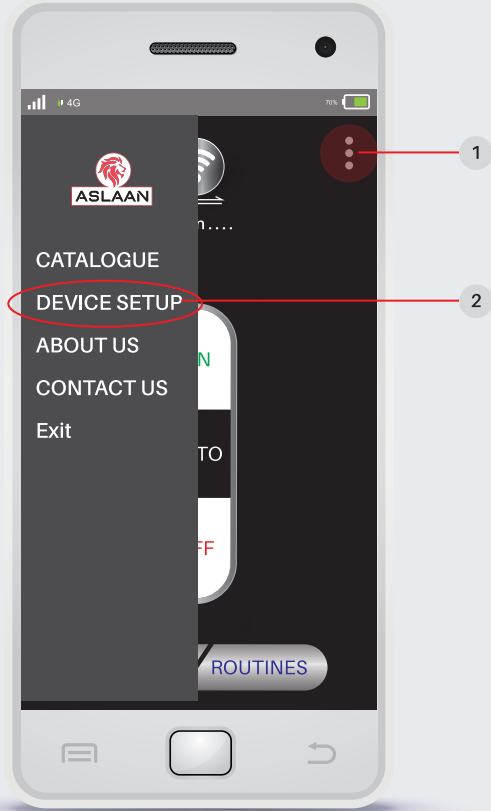 4G
70%
ASLAAN
n....
CATALOGUE
DEVICE SETUP
ABOUT US
CONTACT US
Exit
N
TO
FF
ROUTINES
1
2